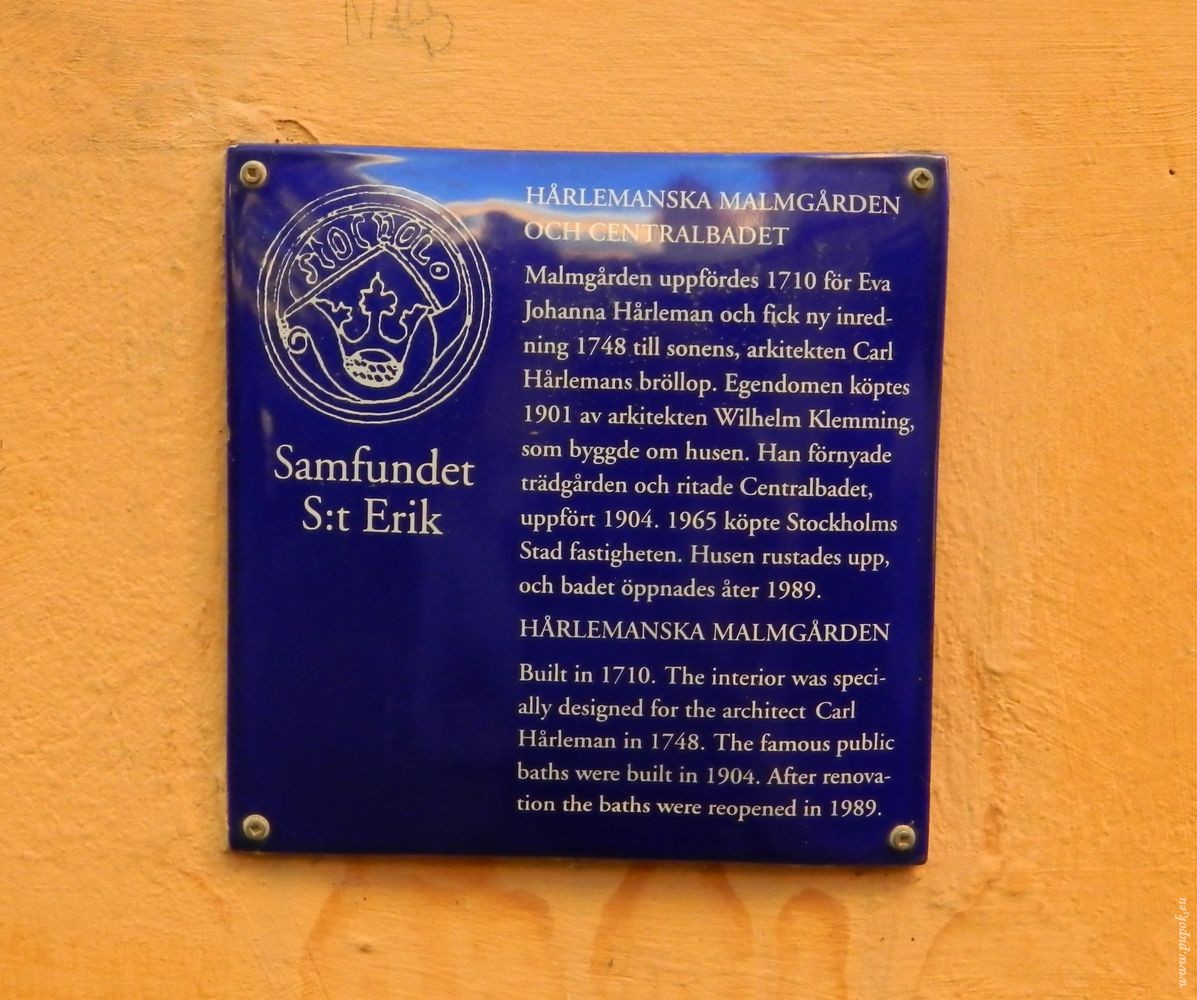 STOCHOLO
Samfundet
S:t Erik
HÅRLEMANSKA MALMGÅRDEN
OCH CENTRALBADET
Malmgården uppfördes 1710 för Eva
Johanna Hårleman och fick ny inred-
ning 1748 till sonens, arkitekten Carl
Hårlemans bröllop. Egendomen köptes
1901 av arkitekten Wilhelm Klemming,
som byggde om husen. Han förnyade
trädgården och ritade Centralbadet,
uppfört 1904. 1965 köpte Stockholms
Stad fastigheten. Husen rustades upp,
och badet öppnades åter 1989.
HÅRLEMANSKA MALMGÅRDEN
Built in 1710. The interior was speci-
ally designed for the architect Carl
Hårleman in 1748. The famous public
baths were built in 1904. After renova-
tion the baths were reopened in 1989.
www.pupok.eu